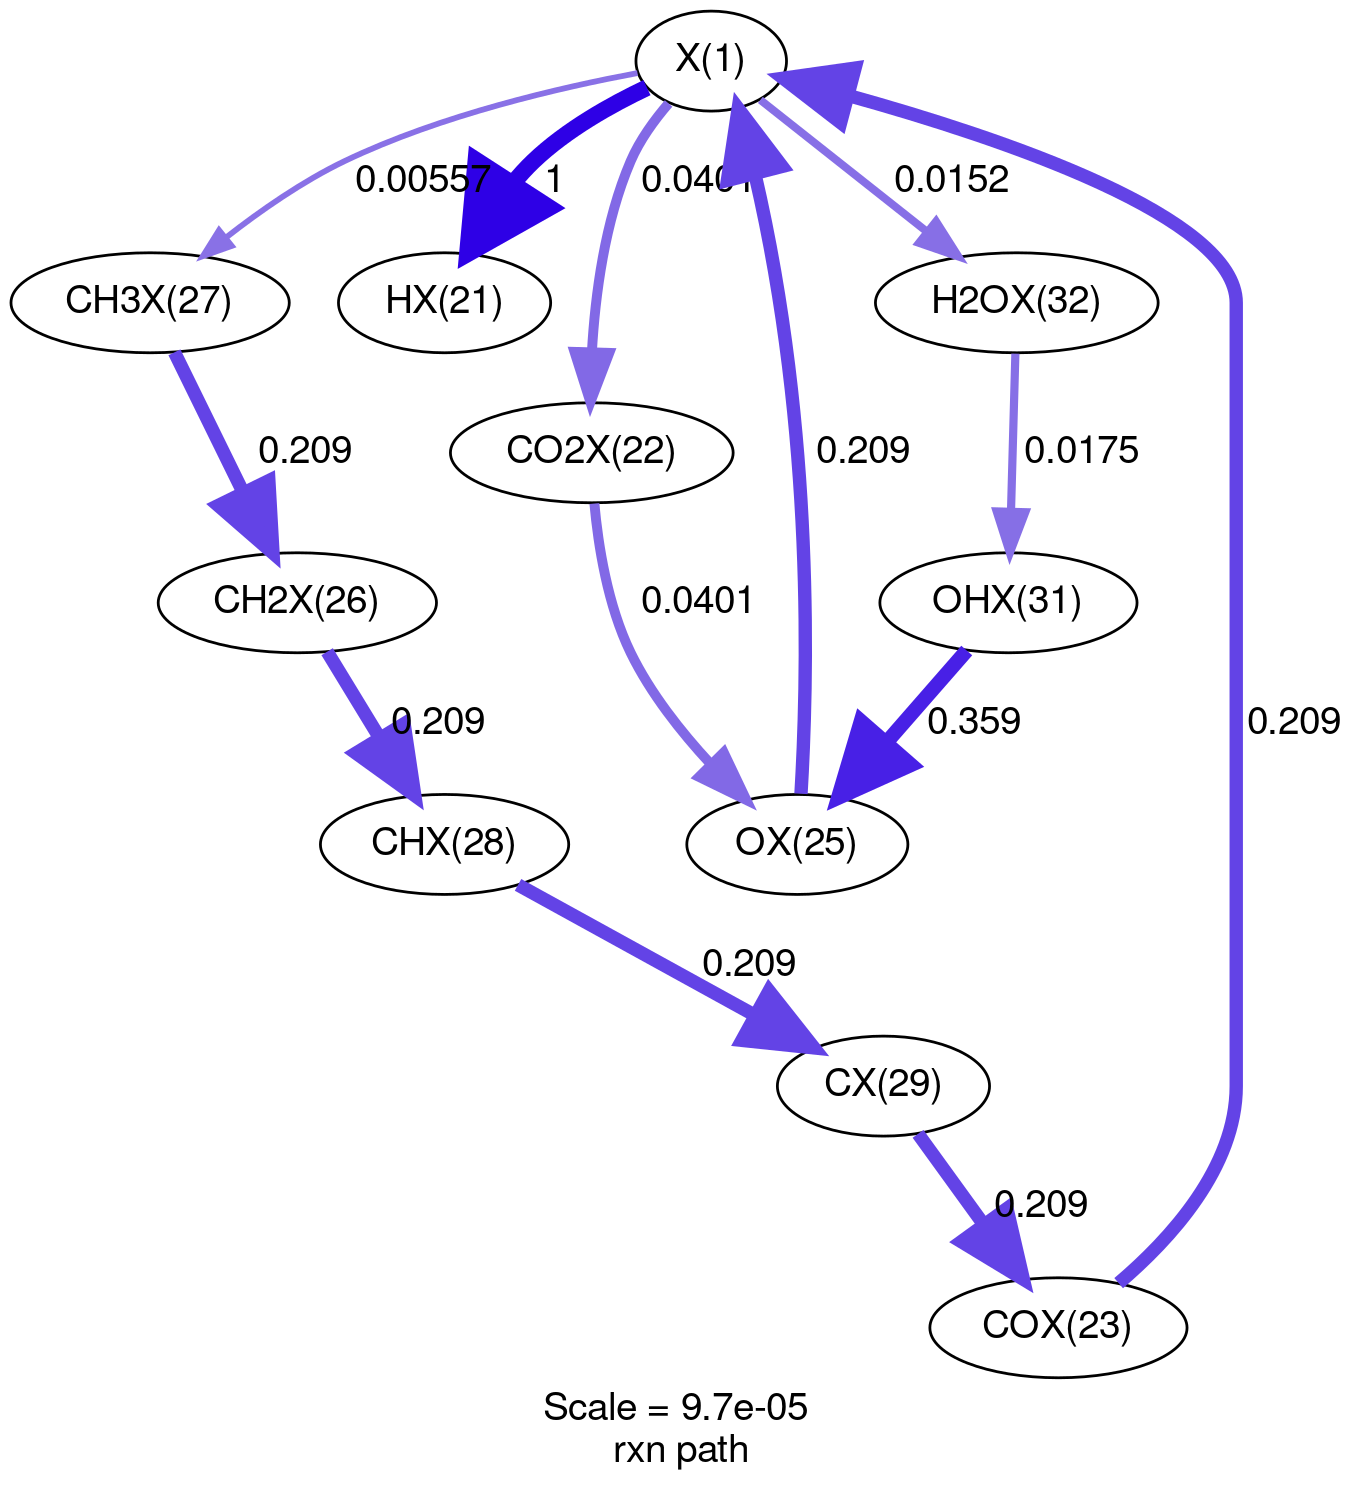 X(1)
0.00557
1
0.0401
0.0152
CH3X(27)
HX(21)
H2OX(32)
0.209
CO2X(22)
0.209
0.0175
CH2X(26)
0.0401
OHX(31)
0.209
0.359
0.209
CHX(28)
OX(25)
0.209
CX(29)
0.209
COX(23)
Scale = 9.7e-05
rxn path